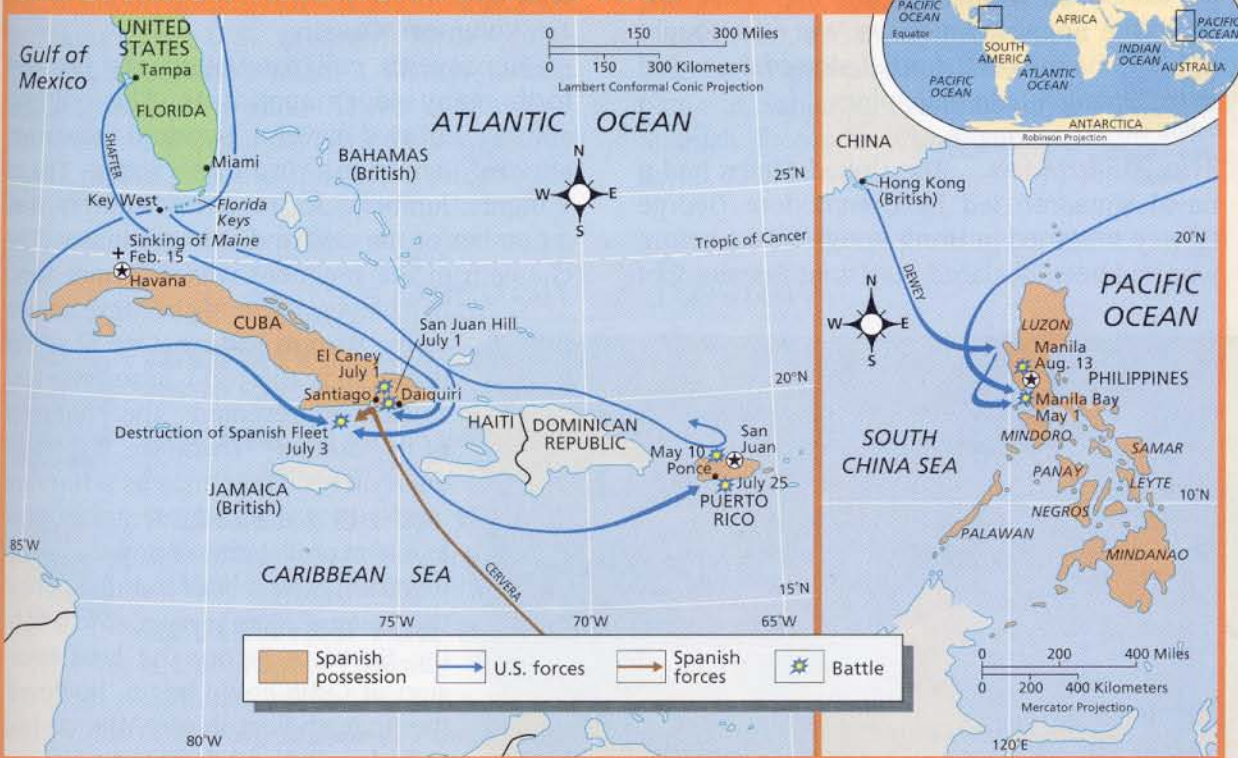 UNITED
STATES
Gulf of
Mexico
Tampa
FLORIDA
SHAFTER
Miami
Key West
Florida
Keys
Sinking of Maine
Feb. 15
Havana
CUBA
0 150 300 Miles
0 150 300 Kilometers
Lambert Conformal Conic Projection
ATLANTIC OCEAN
BAHAMAS
(British)
N
W E
S
25°N
Tropic of Cancer
San Juan Hill
July 1
El Caney
July 1
Santiago
Daiquiri
20°N
Destruction of Spanish Fleet
July 3
HAITI
DOMINICAN
REPUBLIC
May 10
San
Juan
Ponce
July 25
PUERTO
RICO
JAMAICA
(British)
85°W
CARIBBEAN SEA
CERVERA
15°N
75°W
70°W
65°W
80°W
Spanish
possession
U.S. forces
Spanish
forces
Battle
PACIFIC
OCEAN
Equator
AFRICA
PACIFIC
OCEAN
SOUTH
AMERICA
INDIAN
OCEAN
AUSTRALIA
PACIFIC
OCEAN
ATLANTIC
OCEAN
ANTARCTICA
Robinson Projection
CHINA
Hong Kong
(British)
20°N
DEWEY
N
W E
S
PACIFIC
OCEAN
LUZON
Manila
Aug. 13
PHILIPPINES
Manila Bay
May 1
SOUTH
CHINA SEA
MINDORO
SAMAR
PANAY
LEYTE
10°N
NEGROS
PALAWAN
MINDANAO
0 200 400 Miles
0 200 400 Kilometers
Mercator Projection
120°E